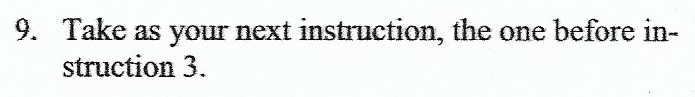 9. Take as your next instruction, the one before in-
struction 3.